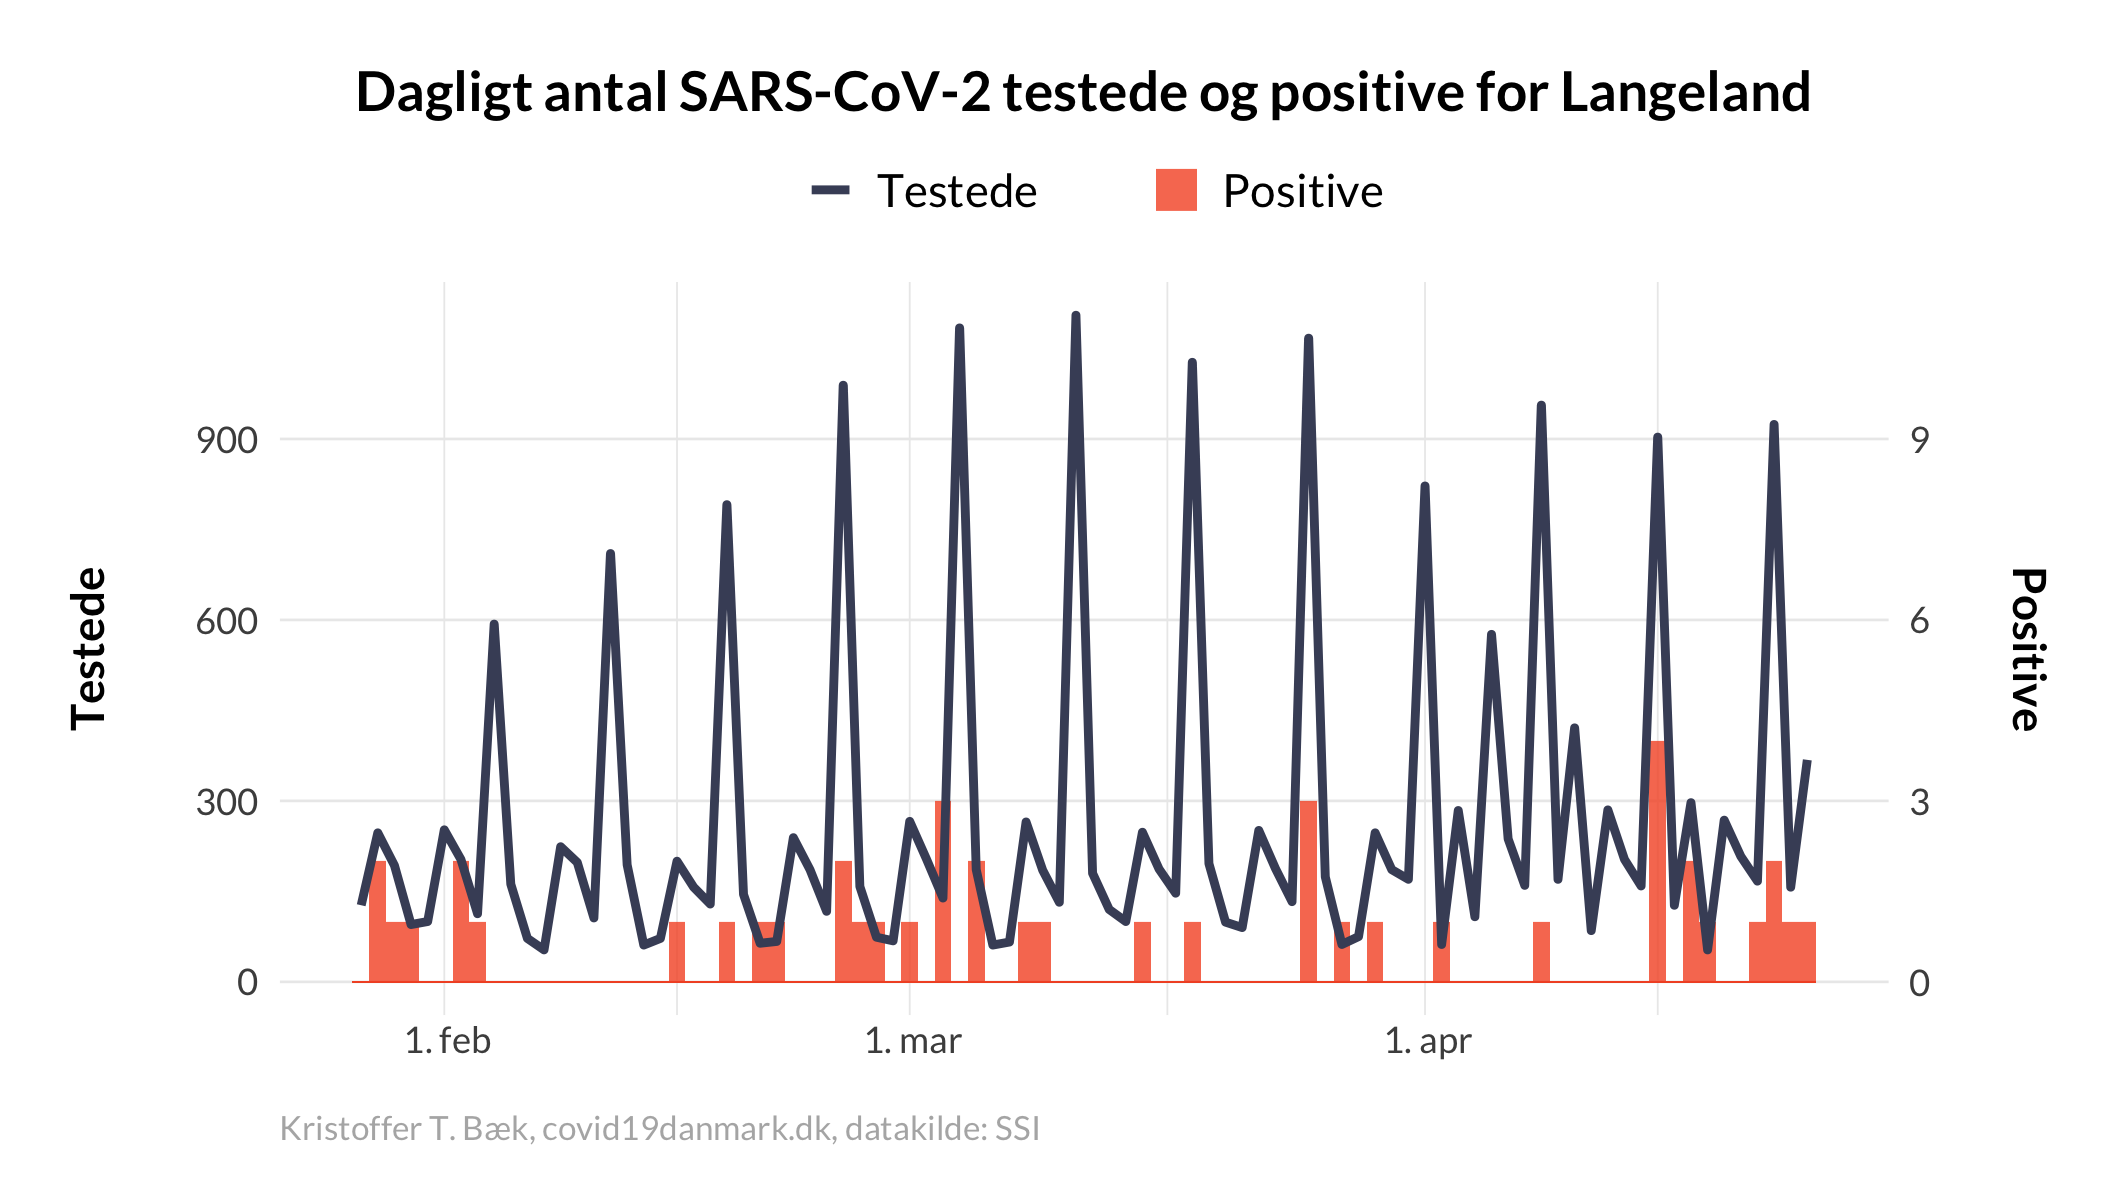 Dagligt antal SARS-CoV-2 testede og positive for Langeland
Testede
Positive
900
600
300
0
Testede
9
6
3
0
Positive
1. feb
1. mar
1. apr
Kristoffer T. Bæk, covid19danmark.dk, datakilde: SSI